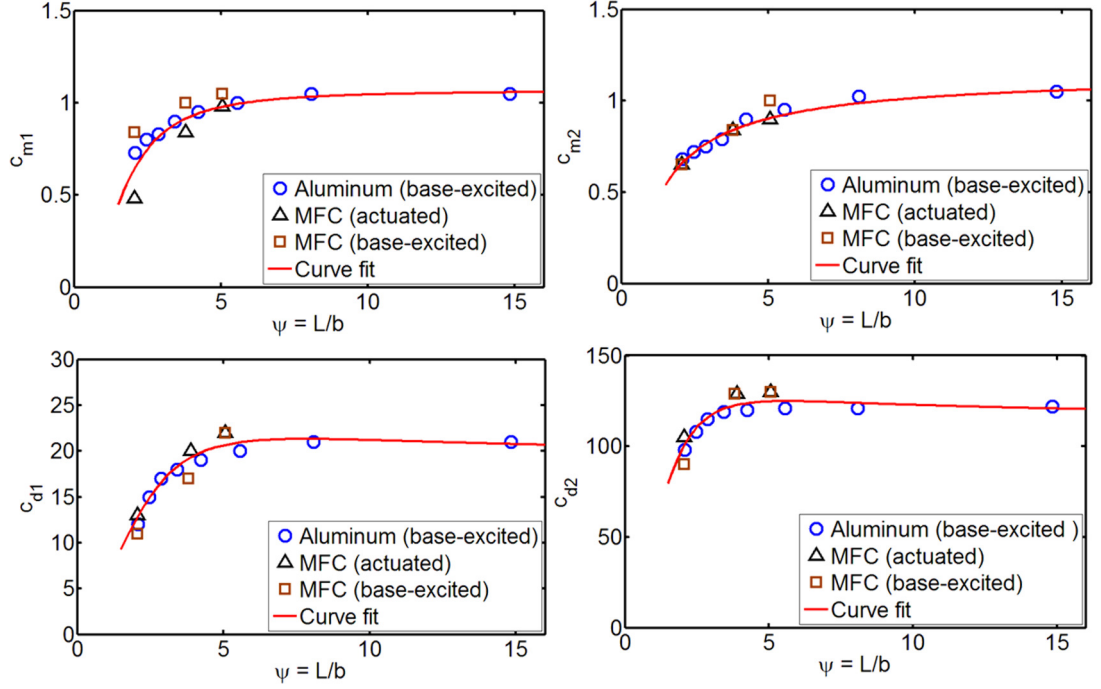 1.5
1
0.5
0
c_m1
0 5 10 15
ψ = L/b
Aluminum (base-excited)
MFC (actuated)
MFC (base-excited)
Curve fit
1.5
1
0.5
0
c_m2
0 5 10 15
ψ = L/b
Aluminum (base-excited)
MFC (actuated)
MFC (base-excited)
Curve fit
30
25
20
15
10
5
0
c_d1
0 5 10 15
ψ = L/b
Aluminum (base-excited)
MFC (actuated)
MFC (base-excited)
Curve fit
150
100
50
0
c_d2
0 5 10 15
ψ = L/b
Aluminum (base-excited )
MFC (actuated)
MFC (base-excited)
Curve fit